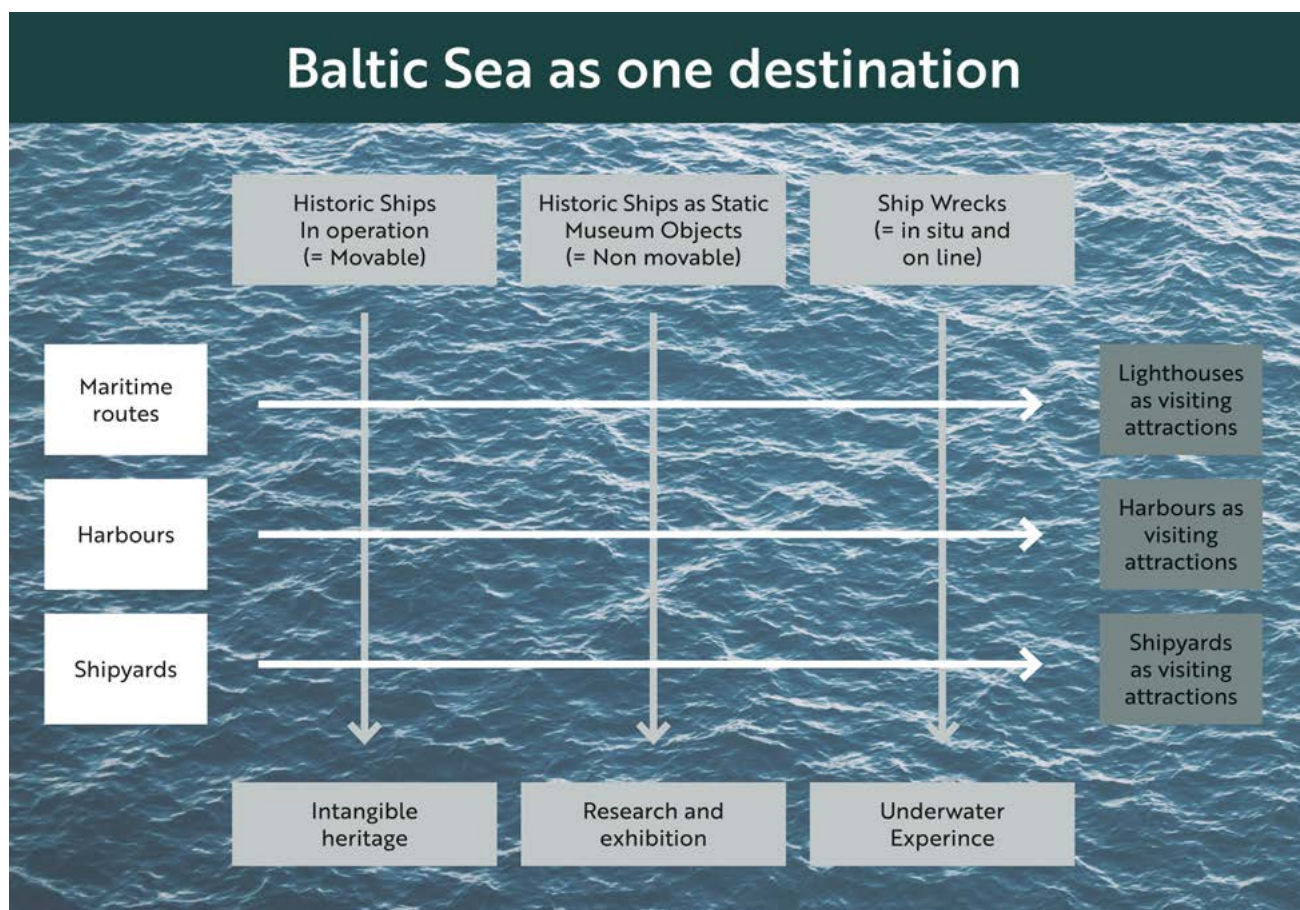 Baltic Sea as one destination
Historic Ships
In operation
(= Movable)
Historic Ships as Static
Museum Objects
(= Non movable)
Ship Wrecks
(= in situ and
on line)
Maritime
routes
Lighthouses
as visiting
attractions
Harbours
Harbours as
visiting
attractions
Shipyards
Shipyards
as visiting
attractions
Intangible
heritage
Research and
exhibition
Underwater
Experince